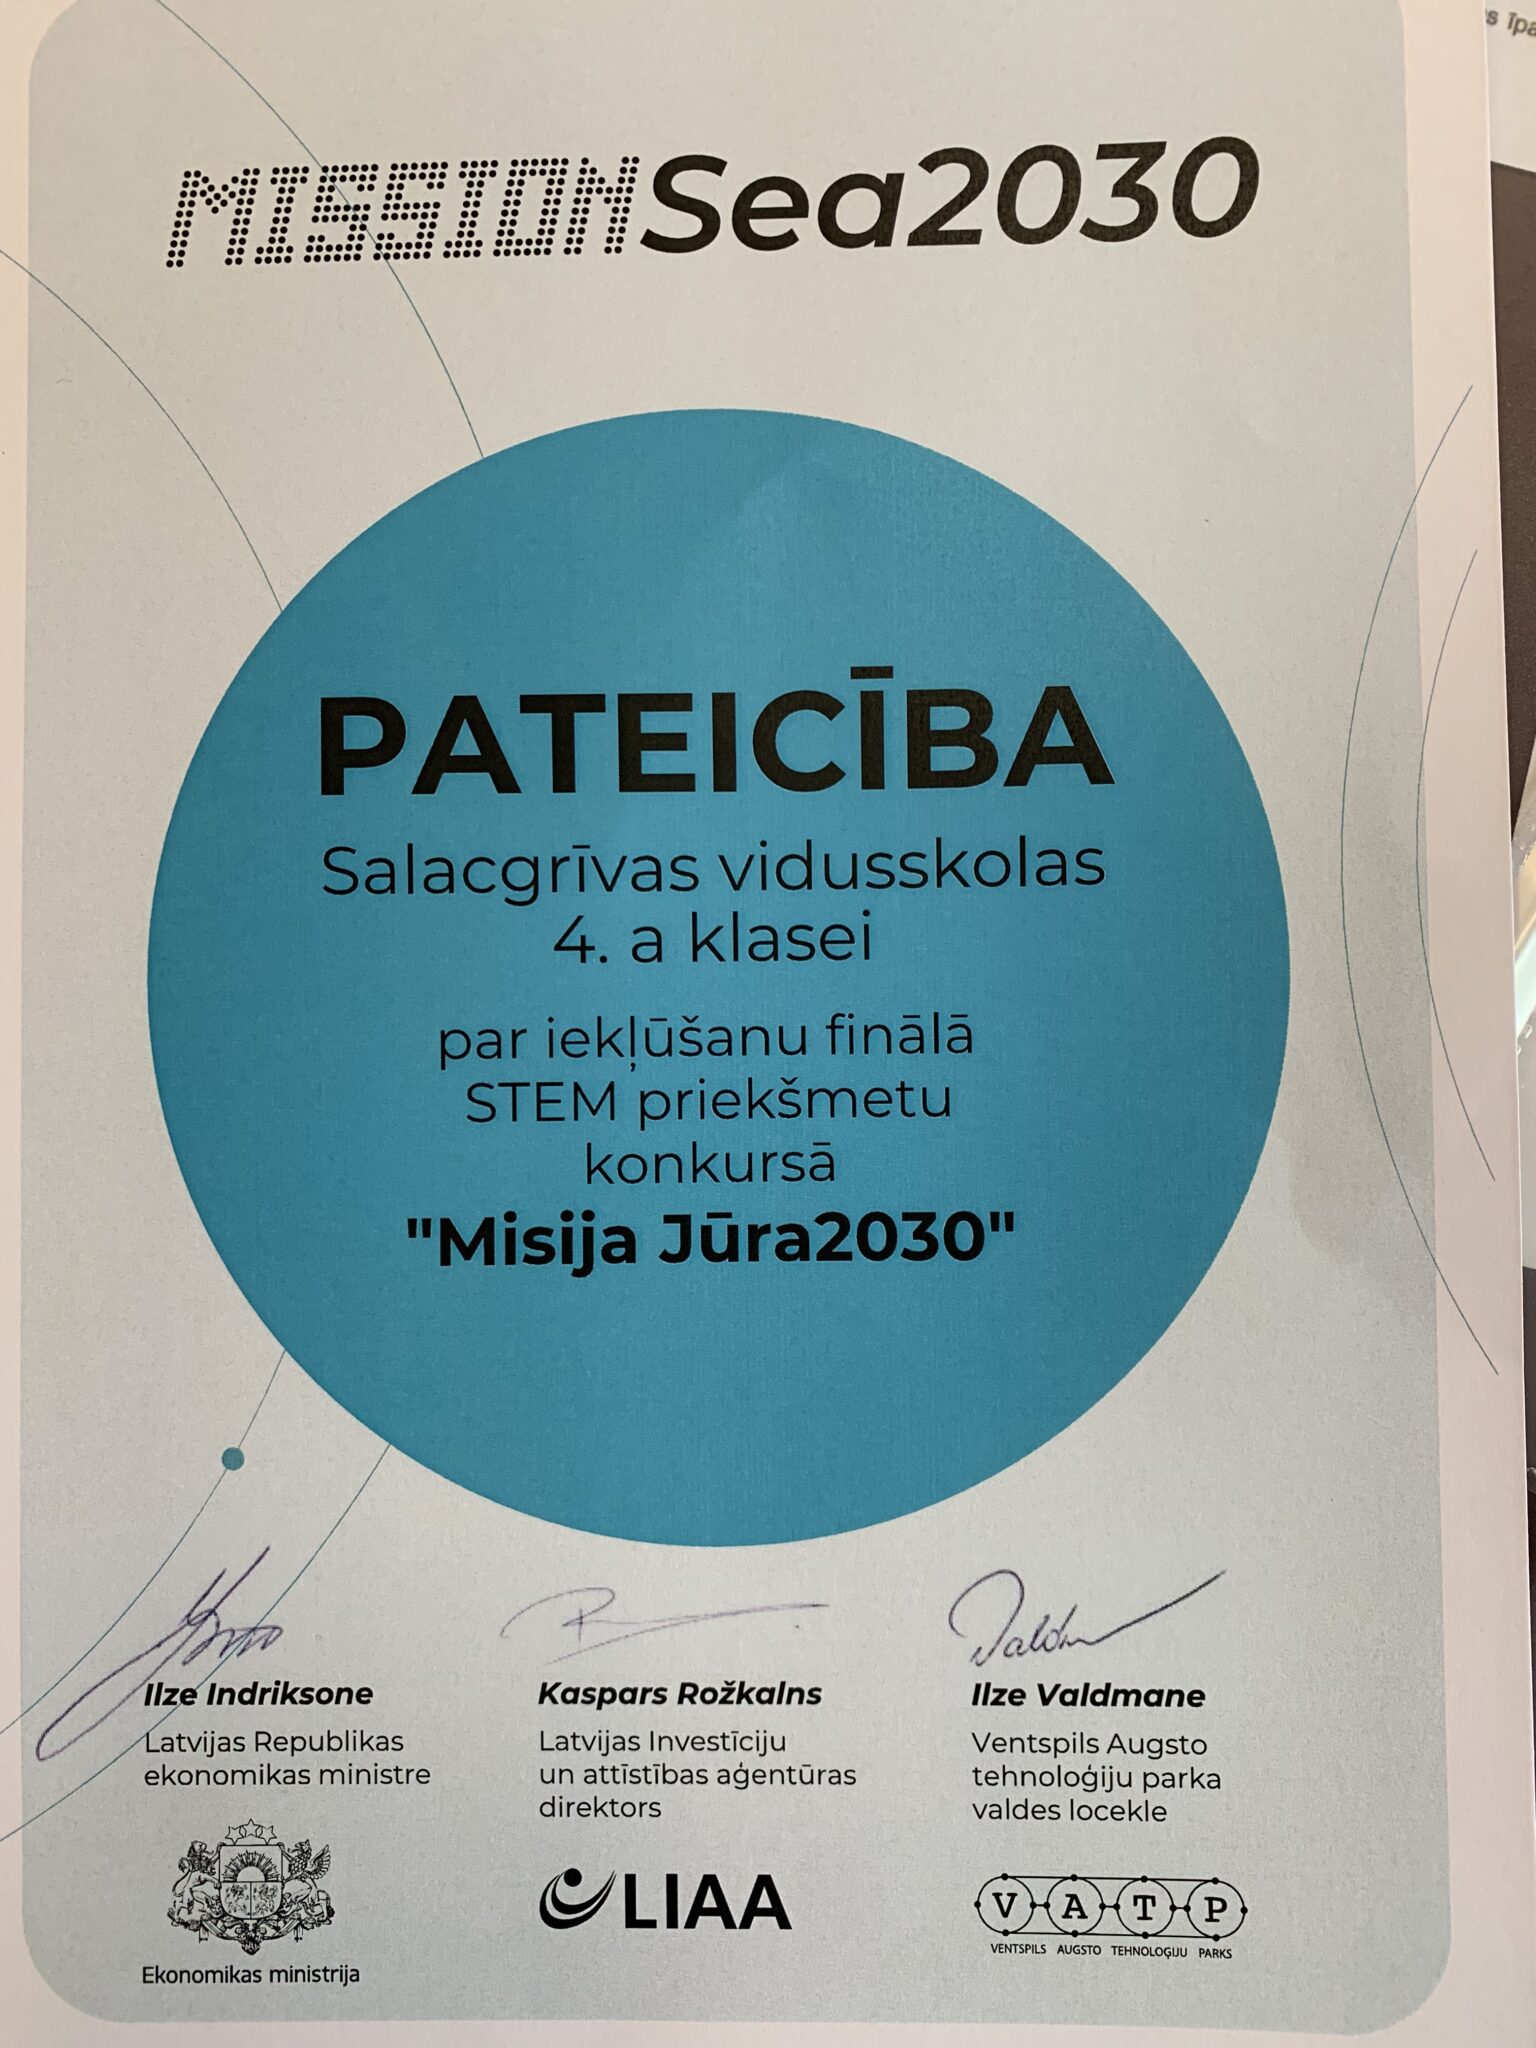 MISSIONSea2030
PATEICĪBA
Salacgrīvas vidusskolas
4. a klasei
par iekļūšanu finālā
STEM priekšmetu
konkursā
"Misija Jūra2030"
Ilze Indriksone
Latvijas Republikas
ekonomikas ministre
Ekonomikas ministrija
Kaspars Rožkalns
Latvijas Investīciju
un attīstības aģentūras
direktors
LIAA
Ilze Valdmane
Ventspils Augsto
tehnoloģiju parka
valdes locekle
V A T P
VENTSPILS AUGSTO TEHNOLOĢIJU PARKS